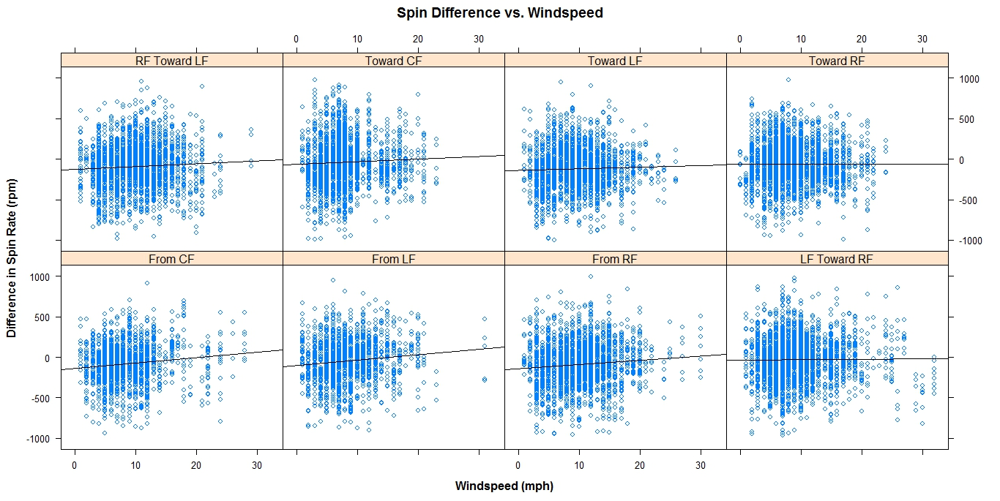 Spin Difference vs. Windspeed
0 10 20 30 0 10 20 30
RF Toward LF Toward CF Toward LF Toward RF
1000
500
0
-500
-1000
From CF From LF From RF LF Toward RF
1000
500
0
-500
-1000
Difference in Spin Rate (rpm)
0 10 20 30 0 10 20 30
Windspeed (mph)